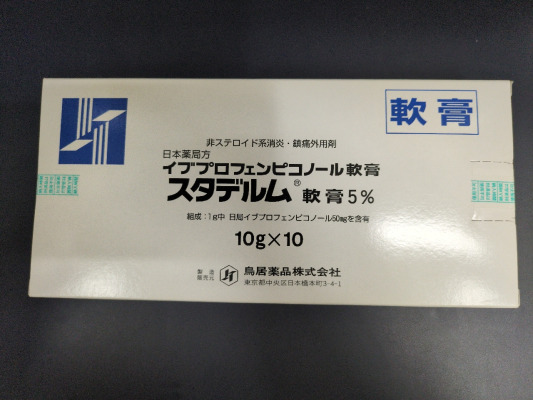 軟膏
非ステロイド系消炎・鎮痛外用剤
日本薬局方
イブプロフェンピコノール軟膏
スタデルム® 軟膏5%
組成:1g中 日局イブプロフェンピコノール50mgを含有
10g×10
製造販売元 鳥居薬品株式会社
東京都中央区日本橋本町3-4-1